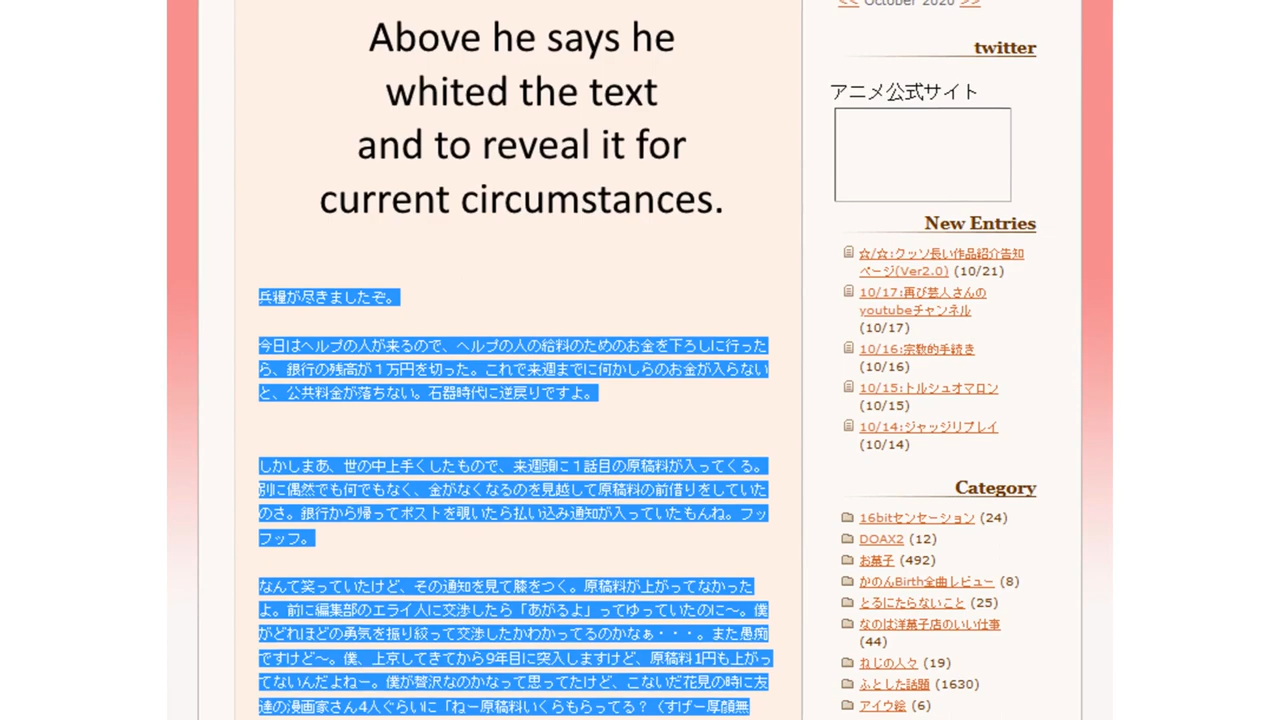 Above he says he
whited the text
and to reveal it for
current circumstances.
兵糧が尽きましたぞ。
今日はヘルプの人が来るので、ヘルプの人の給料のためのお金を下ろしに行った
ら、銀行の残高が１万円を切った。これで来週までに何かしらのお金が入らない
と、公共料金が落ちない。石器時代に逆戻りですよ。
しかしまあ、世の中上手くしたもので、来週頭に１話目の原稿料が入ってくる。
別に偶然でも何でもなく、金がなくなるのを見越して原稿料の前借りをしていた
のさ。銀行から帰ってポストを覗いたら払い込み通知が入っていたもんね。フッ
フッフ。
なんて笑っていたけど、その通知を見て膝をつく。原稿料が上がってなかった
よ。前に編集部のエライ人に交渉したら「あがるよ」ってゆっていたのに～。僕
がどれほどの勇気を振り絞って交渉したかわかってるのかなぁ・・・。また愚痴
ですけど～。僕、上京してきてから9年目に突入しますけど、原稿料1円も上がっ
てないんだよねー。僕が贅沢なのかなって思ってたけど、こないだ花見の時に友
達の漫画家さん4人ぐらいに「ねー原稿料いくらもらってる？（すげー厚顔無
<< October 2020 >>
twitter
アニメ公式サイト
New Entries
☆/☆:クッソ長い作品紹介告知
ページ(Ver2.0) (10/21)
10/17:再び芸人さんの
youtubeチャンネル
(10/17)
10/16:宗教的手続き
(10/16)
10/15:トルシュオマロン
(10/15)
10/14:ジャッジリプレイ
(10/14)
Category
16bitセンセーション (24)
DOAX2 (12)
お菓子 (492)
かのんBirth全曲レビュー (8)
とるにたらないこと (25)
なのは洋菓子店のいい仕事
(44)
ねじの人々 (19)
ふとした話題 (1630)
アイウ絵 (6)